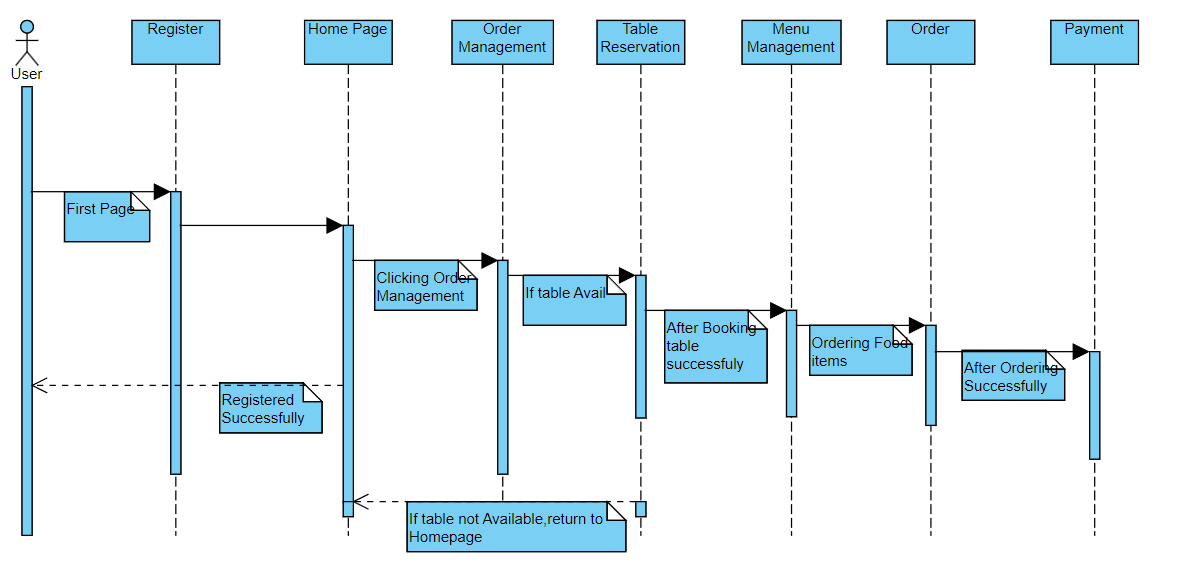 User
Register
Home Page
Order
Management
Table
Reservation
Menu
Management
Order
Payment
First Page
Clicking Order
Management
If table Avail
After Booking
table
successfuly
Ordering Food
items
After Ordering
Successfully
Registered
Successfully
If table not Available,return to
Homepage